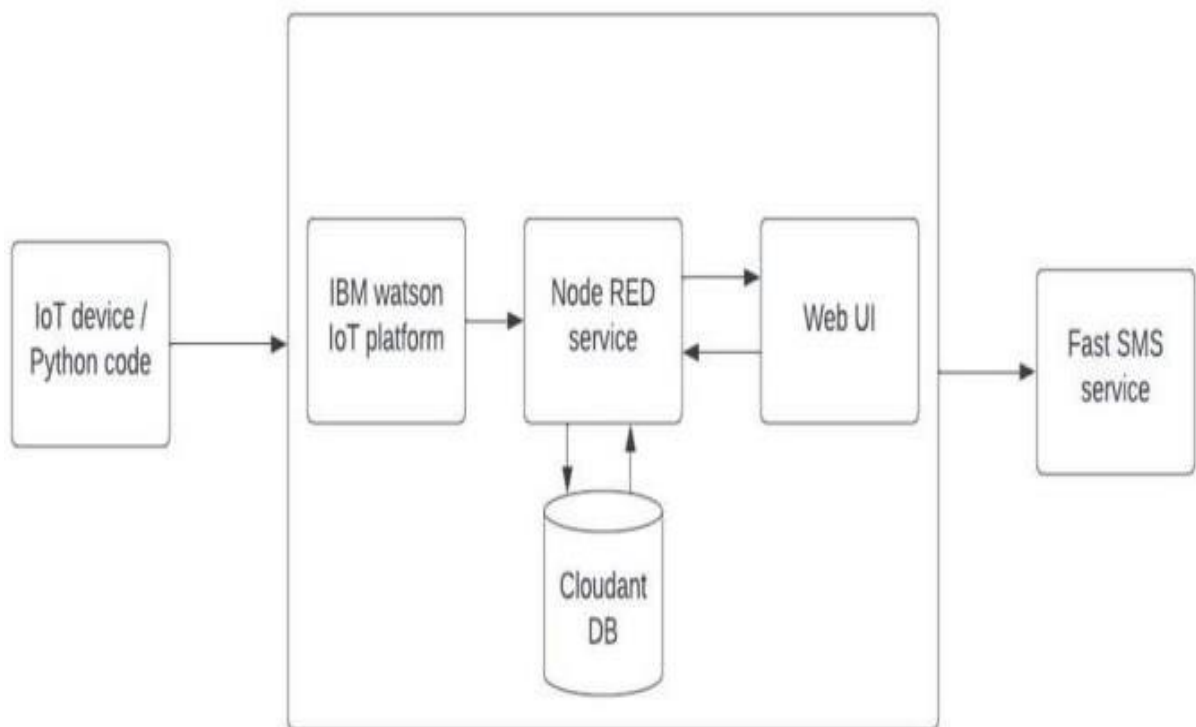 IoT device /
Python code
IBM watson
IoT platform
Node RED
service
Web UI
Fast SMS
service
Cloudant
DB